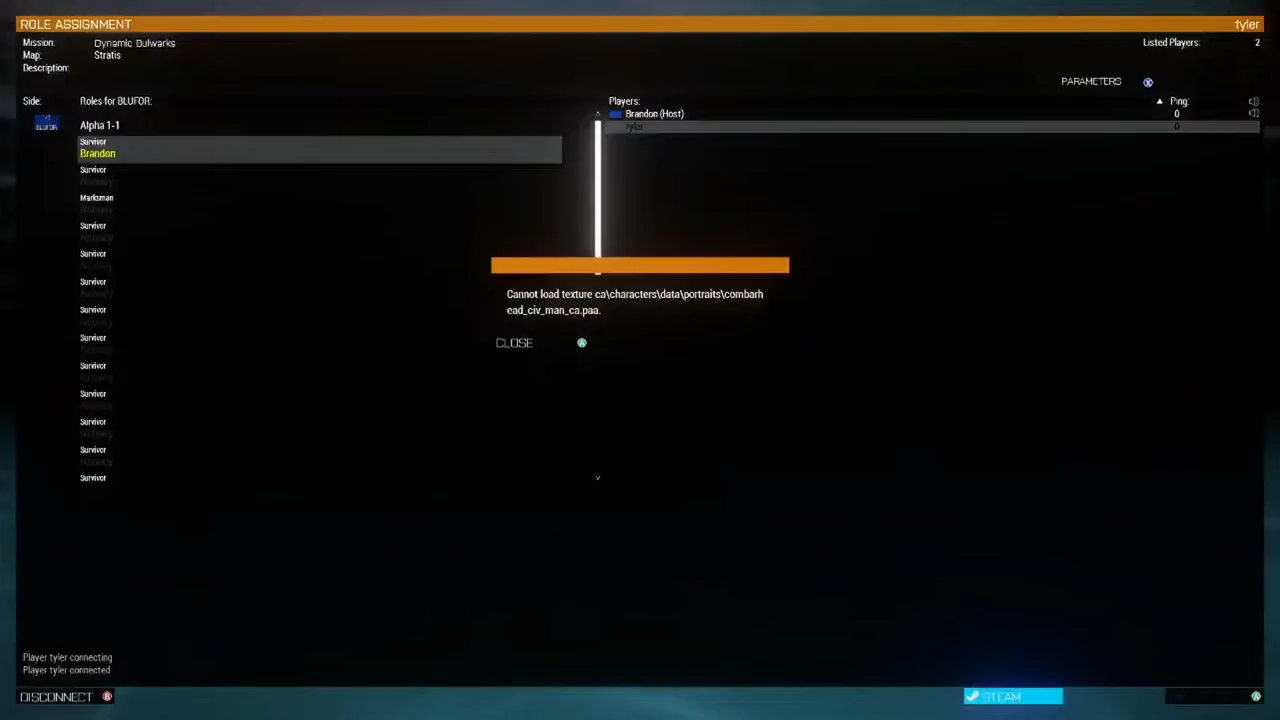 ROLE ASSIGNMENT
tyler
Mission: Dynamic Bulwarks
Listed Players: 2
Map: Stratis
Description:
PARAMETERS X
Side:
Roles for BLUFOR:
Players:
Ping:
BLUFOR
Brandon (Host) 0
Alpha 1-1
tyler 0
Survivor
Brandon
Survivor
Marksman
Survivor
Survivor
Survivor
Survivor
Survivor
Survivor
Survivor
Survivor
Survivor
Survivor
Cannot load texture ca\characters\data\portraits\combarh
ead_civ_man_ca.paa.
CLOSE A
Player tyler connecting
Player tyler connected
DISCONNECT B
STEAM
A